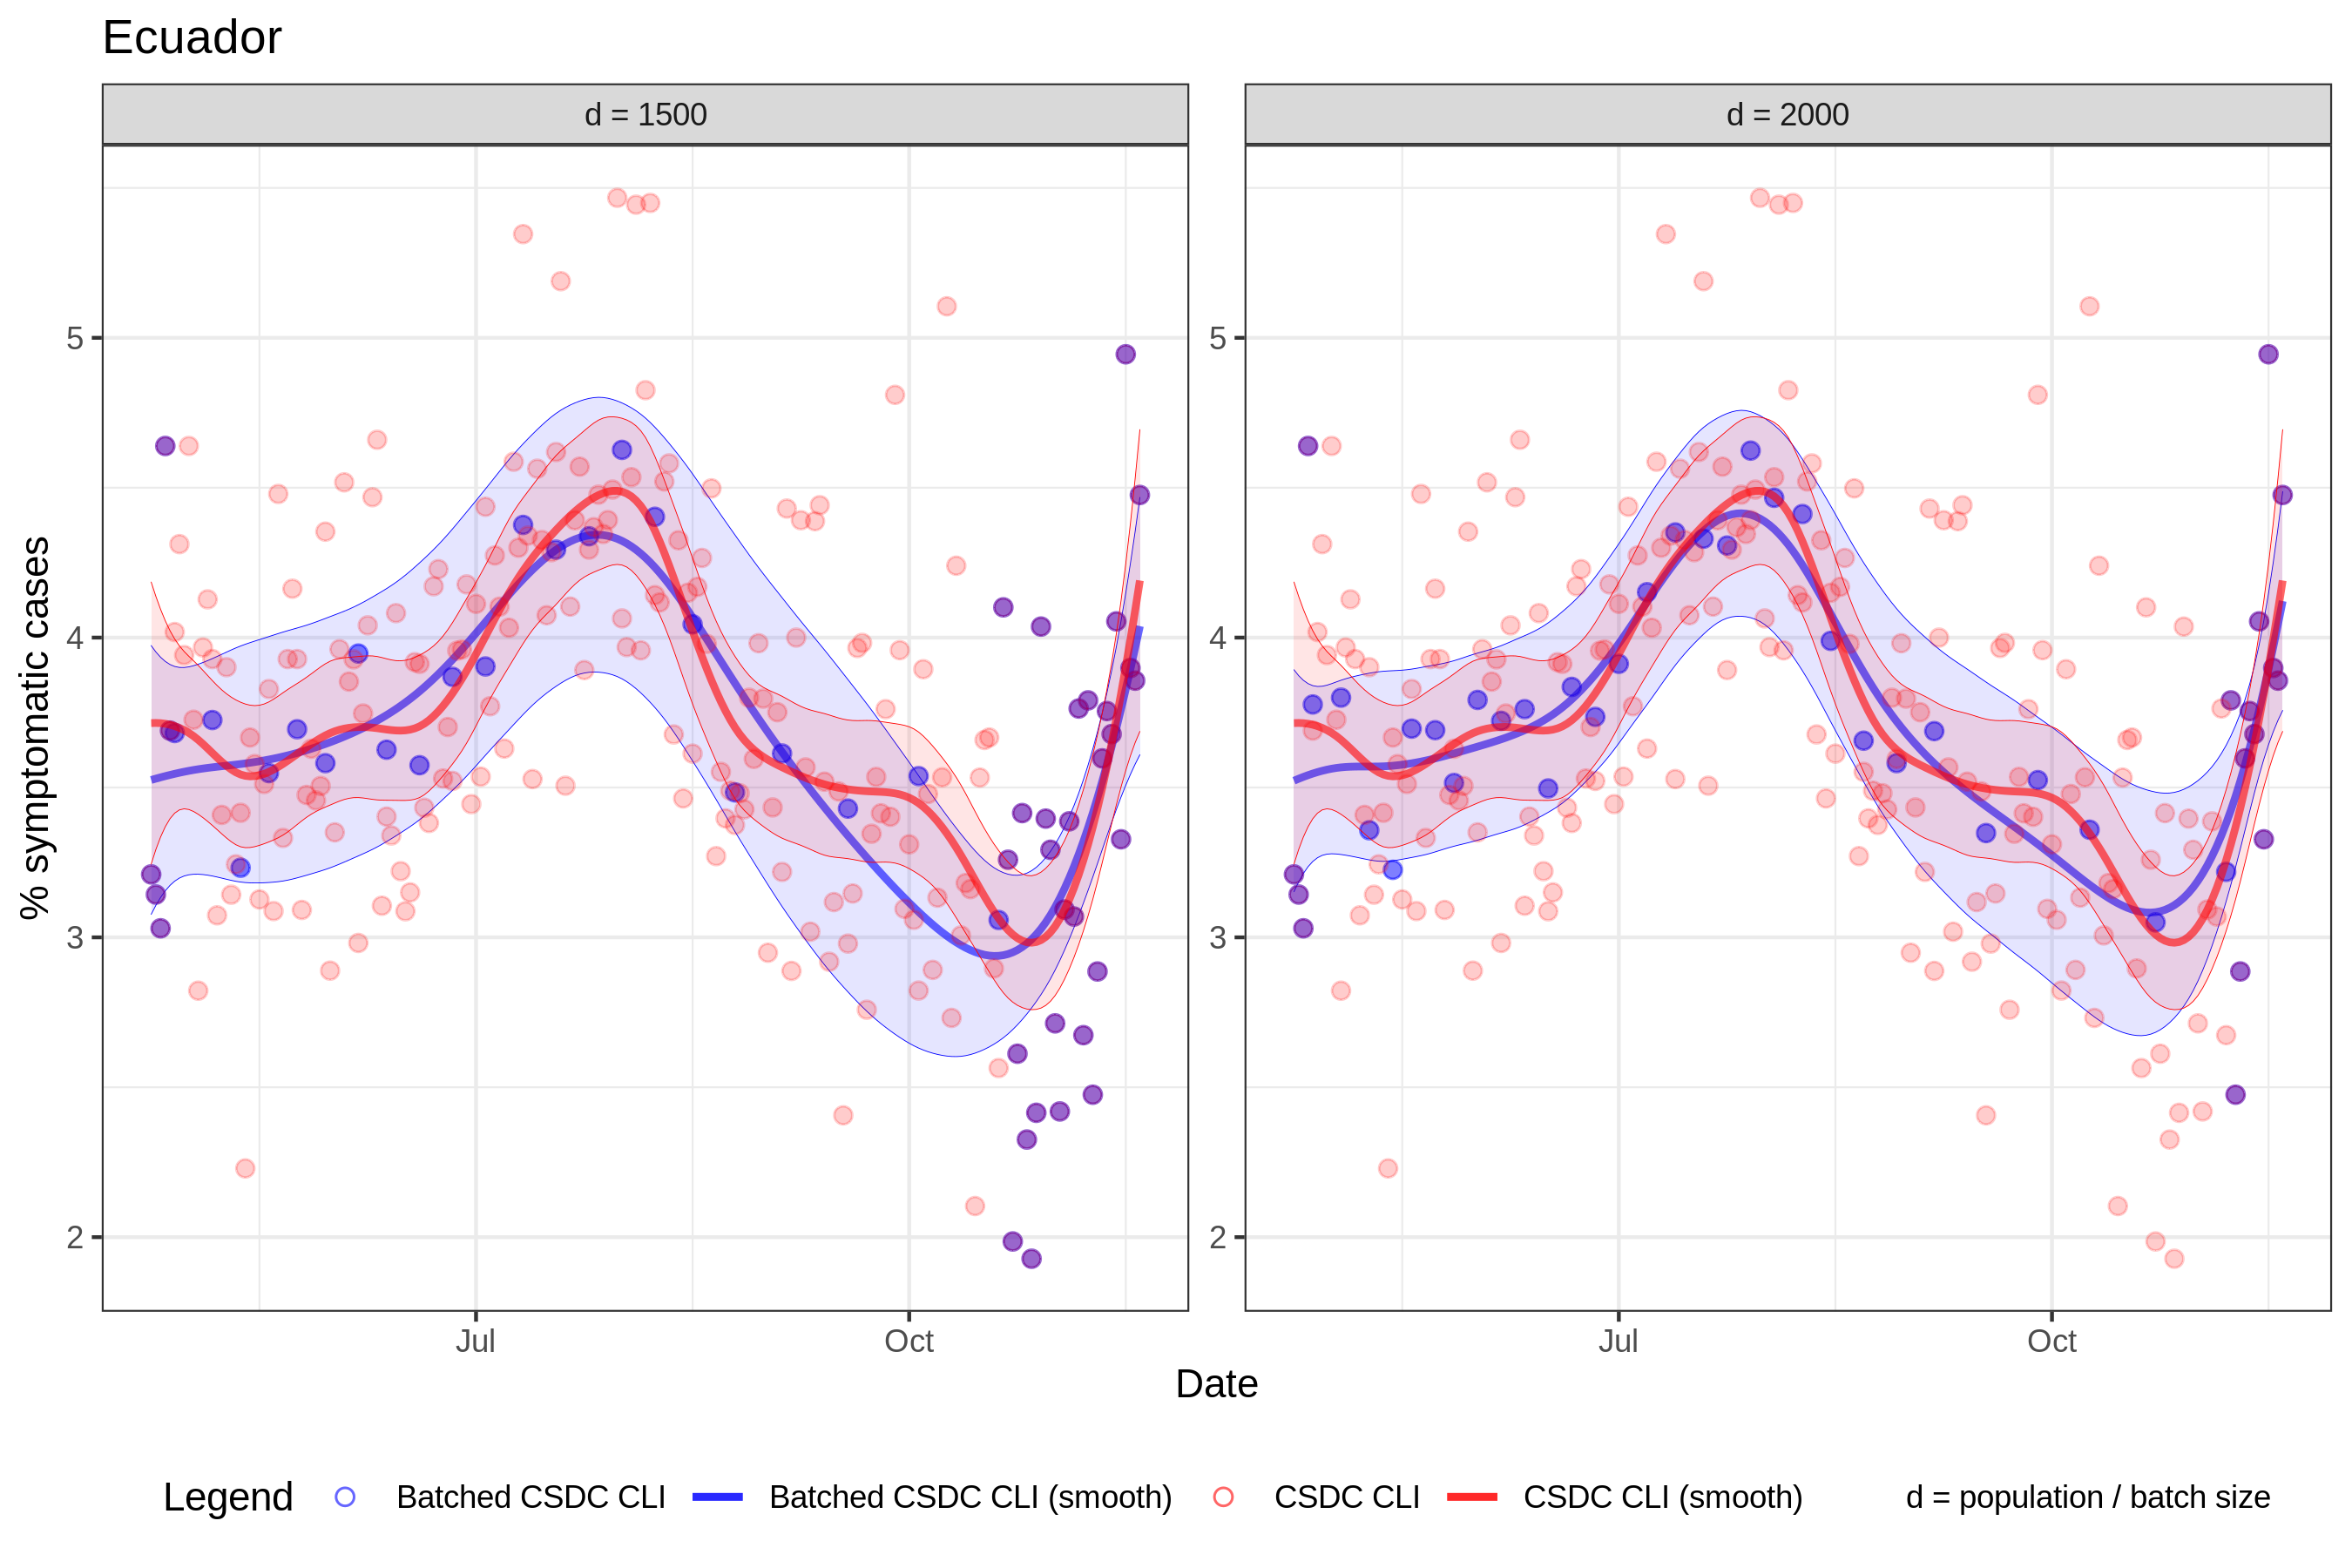 Ecuador
d = 1500
d = 2000
% symptomatic cases
5
4
3
2
5
4
3
2
Jul
Oct
Jul
Oct
Date
Legend
Batched CSDC CLI
Batched CSDC CLI (smooth)
CSDC CLI
CSDC CLI (smooth)
d = population / batch size